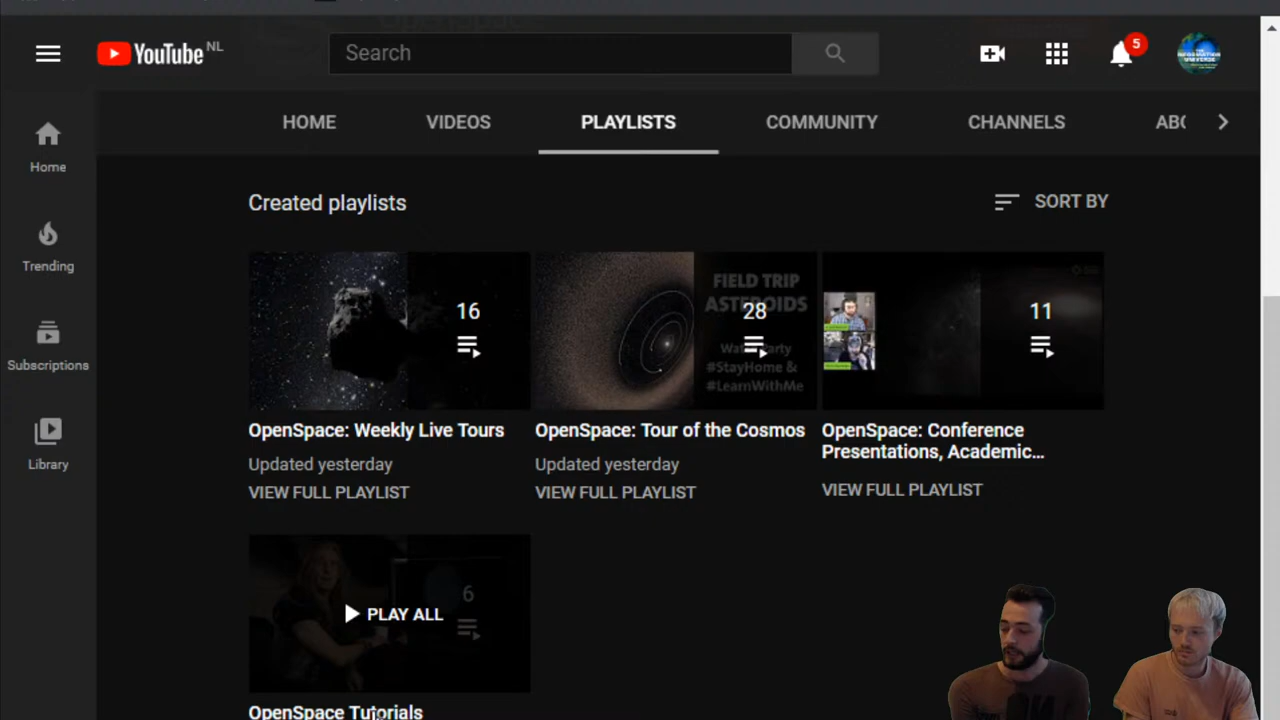 YouTube NL
Search
5
HOME VIDEOS PLAYLISTS COMMUNITY CHANNELS
Home
Trending
Subscriptions
Library
Created playlists
SORT BY
16
FIELD TRIP
ASTEROIDS
28
Watch Party
#StayHome &
#LearnWithMe
11
OpenSpace: Weekly Live Tours
Updated yesterday
VIEW FULL PLAYLIST
OpenSpace: Tour of the Cosmos
Updated yesterday
VIEW FULL PLAYLIST
OpenSpace: Conference
Presentations, Academic...
VIEW FULL PLAYLIST
6
PLAY ALL
OpenSpace Tutorials